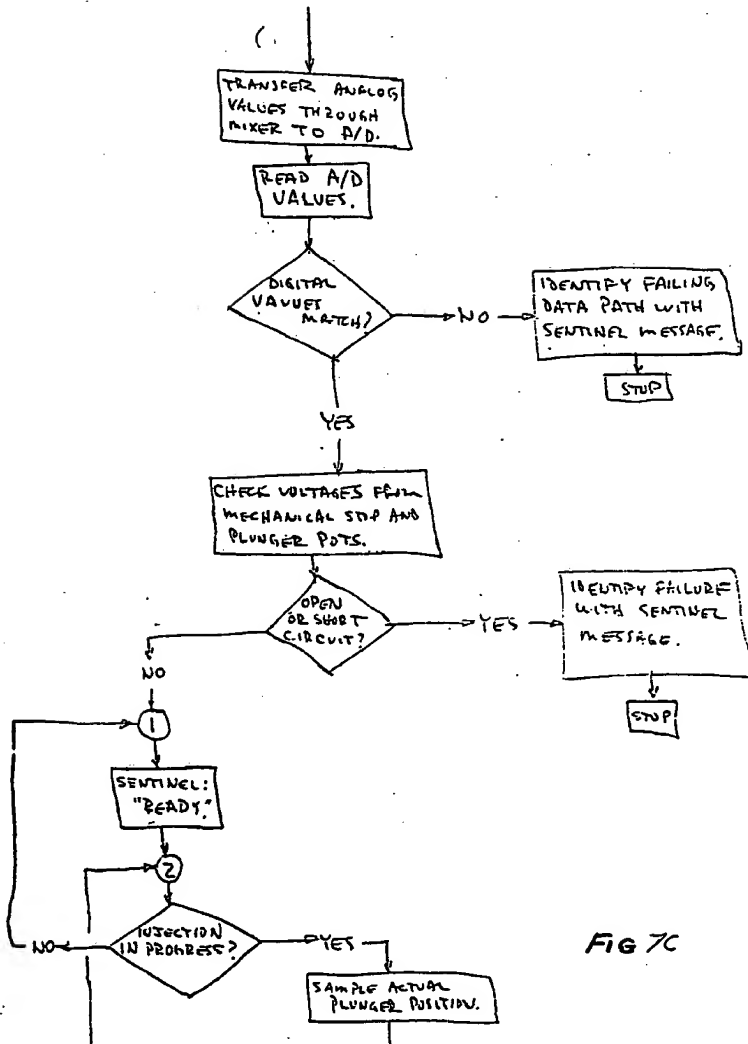 C.
TRANSFER ANALOG
VALUES THROUGH
MIXER TO A/D.
READ A/D
VALUES.
DIGITAL
VAVUES
MATCH?
NO
IDENTIFY FAILING
DATA PATH WITH
SENTINEL MESSAGE.
STOP
YES
CHECK VOLTAGES FROM
MECHANICAL STOP AND
PLUNGER POTS.
OPEN
OR SHORT
CIRCUIT?
YES
IDENTIFY FAILURE
WITH SENTINEL
MESSAGE.
STOP
NO
1
SENTINEL:
"READY."
2
INJECTION
IN PROGRESS?
NO
YES
SAMPLE ACTUAL
PLUNGER POSITION.
FIG 7C